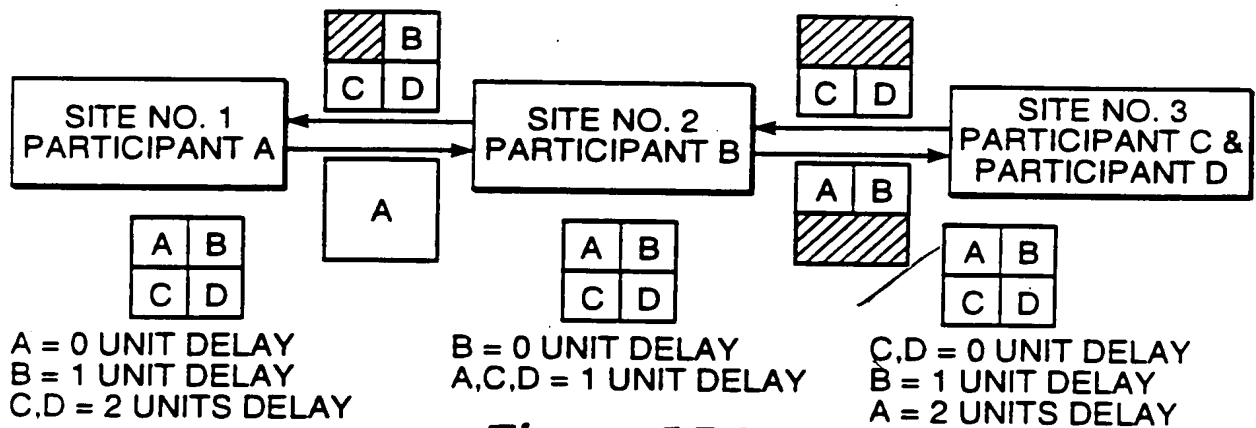 B
C D
C D
SITE NO. 1
PARTICIPANT A
SITE NO. 2
PARTICIPANT B
SITE NO. 3
PARTICIPANT C &
PARTICIPANT D
A
A B
A B
C D
A B
C D
A B
C D
A = 0 UNIT DELAY
B = 1 UNIT DELAY
C,D = 2 UNITS DELAY
B = 0 UNIT DELAY
A,C,D = 1 UNIT DELAY
C,D = 0 UNIT DELAY
B = 1 UNIT DELAY
A = 2 UNITS DELAY